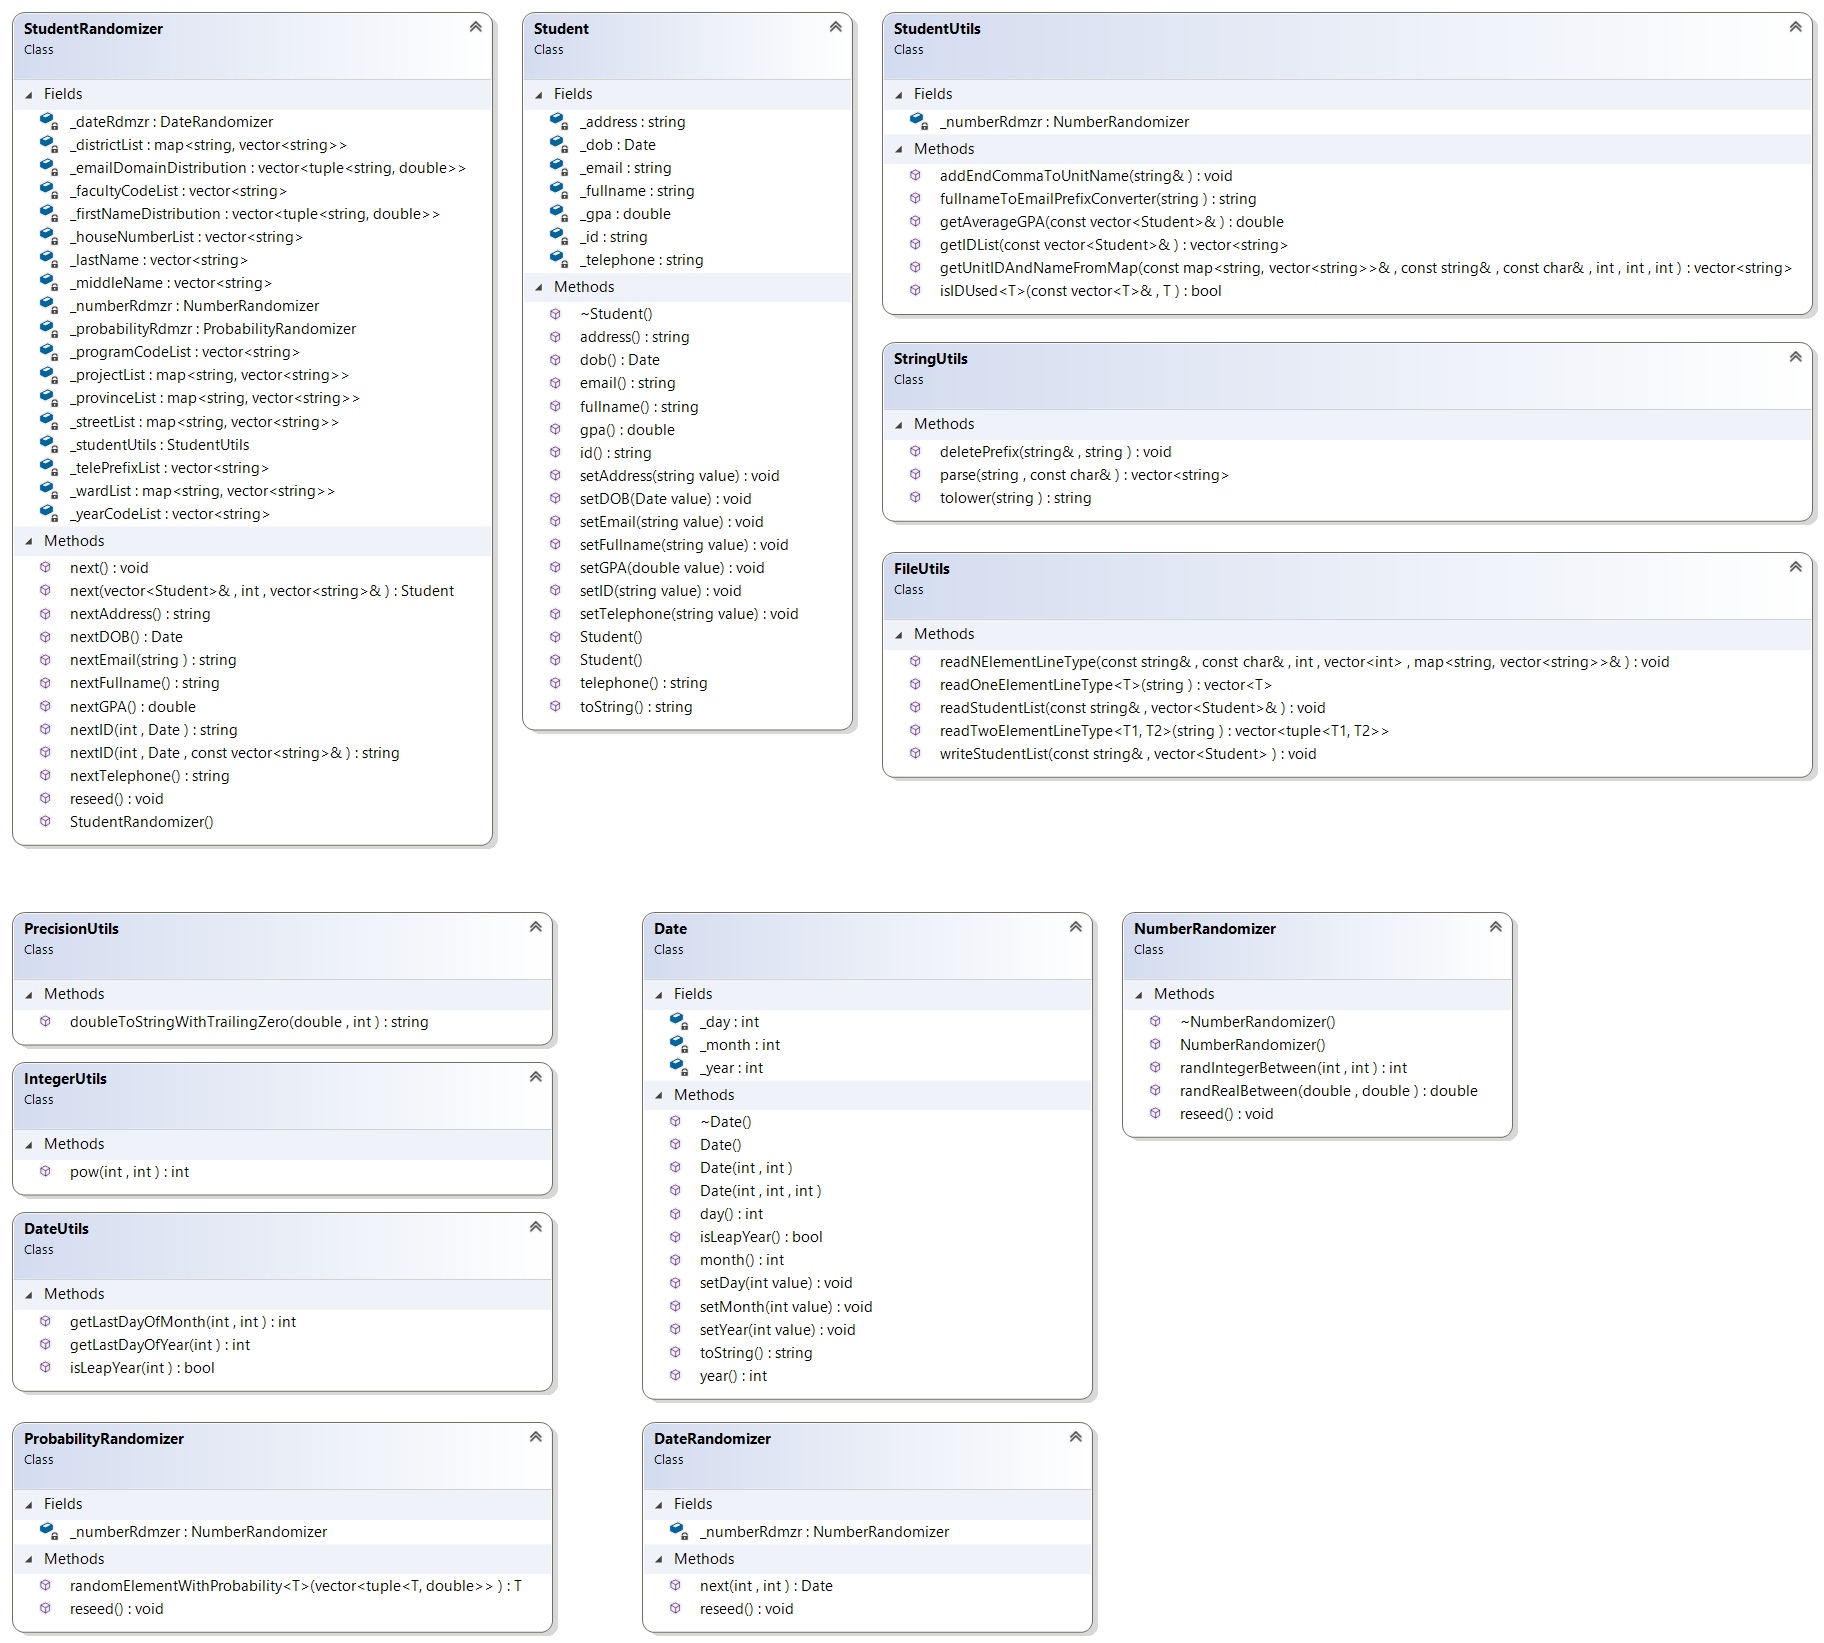 StudentRandomizer
Class
Fields
_dateRdmzr : DateRandomizer
_districtList : map<string, vector<string>>
_emailDomainDistribution : vector<tuple<string, double>>
_facultyCodeList : vector<string>
_firstNameDistribution : vector<tuple<string, double>>
_houseNumberList : vector<string>
_lastName : vector<string>
_middleName : vector<string>
_numberRdmzr : NumberRandomizer
_probabilityRdmzr : ProbabilityRandomizer
_programCodeList : vector<string>
_projectList : map<string, vector<string>>
_provinceList : map<string, vector<string>>
_streetList : map<string, vector<string>>
_studentUtils : StudentUtils
_telePrefixList : vector<string>
_wardList : map<string, vector<string>>
_yearCodeList : vector<string>
Methods
next() : void
next(vector<Student>& , int , vector<string>& ) : Student
nextAddress() : string
nextDOB() : Date
nextEmail(string ) : string
nextFullname() : string
nextGPA() : double
nextID(int , Date ) : string
nextID(int , Date , const vector<string>& ) : string
nextTelephone() : string
reseed() : void
StudentRandomizer()
Student
Class
Fields
_address : string
_dob : Date
_email : string
_fullname : string
_gpa : double
_id : string
_telephone : string
Methods
~Student()
address() : string
dob() : Date
email() : string
fullname() : string
gpa() : double
id() : string
setAddress(string value) : void
setDOB(Date value) : void
setEmail(string value) : void
setFullname(string value) : void
setGPA(double value) : void
setID(string value) : void
setTelephone(string value) : void
Student()
Student()
telephone() : string
toString() : string
StudentUtils
Class
Fields
_numberRdmzr : NumberRandomizer
Methods
addEndCommaToUnitName(string& ) : void
fullnameToEmailPrefixConverter(string ) : string
getAverageGPA(const vector<Student>& ) : double
getIDList(const vector<Student>& ) : vector<string>
getUnitIDAndNameFromMap(const map<string, vector<string>>& , const string& , const char& , int , int , int ) : vector<string>
isIDUsed<T>(const vector<T>& , T ) : bool
StringUtils
Class
Methods
deletePrefix(string& , string ) : void
parse(string , const char& ) : vector<string>
tolower(string ) : string
FileUtils
Class
Methods
readNElementLineType(const string& , const char& , int , vector<int> , map<string, vector<string>>& ) : void
readOneElementLineType<T>(string ) : vector<T>
readStudentList(const string& , vector<Student>& ) : void
readTwoElementLineType<T1, T2>(string ) : vector<tuple<T1, T2>>
writeStudentList(const string& , vector<Student> ) : void
PrecisionUtils
Class
Methods
doubleToStringWithTrailingZero(double , int ) : string
IntegerUtils
Class
Methods
pow(int , int ) : int
DateUtils
Class
Methods
getLastDayOfMonth(int , int ) : int
getLastDayOfYear(int ) : int
isLeapYear(int ) : bool
ProbabilityRandomizer
Class
Fields
_numberRdmzer : NumberRandomizer
Methods
randomElementWithProbability<T>(vector<tuple<T, double>> ) : T
reseed() : void
Date
Class
Fields
_day : int
_month : int
_year : int
Methods
~Date()
Date()
Date(int , int )
Date(int , int , int )
day() : int
isLeapYear() : bool
month() : int
setDay(int value) : void
setMonth(int value) : void
setYear(int value) : void
toString() : string
year() : int
DateRandomizer
Class
Fields
_numberRdmzr : NumberRandomizer
Methods
next(int , int ) : Date
reseed() : void
NumberRandomizer
Class
Methods
~NumberRandomizer()
NumberRandomizer()
randIntegerBetween(int , int ) : int
randRealBetween(double , double ) : double
reseed() : void